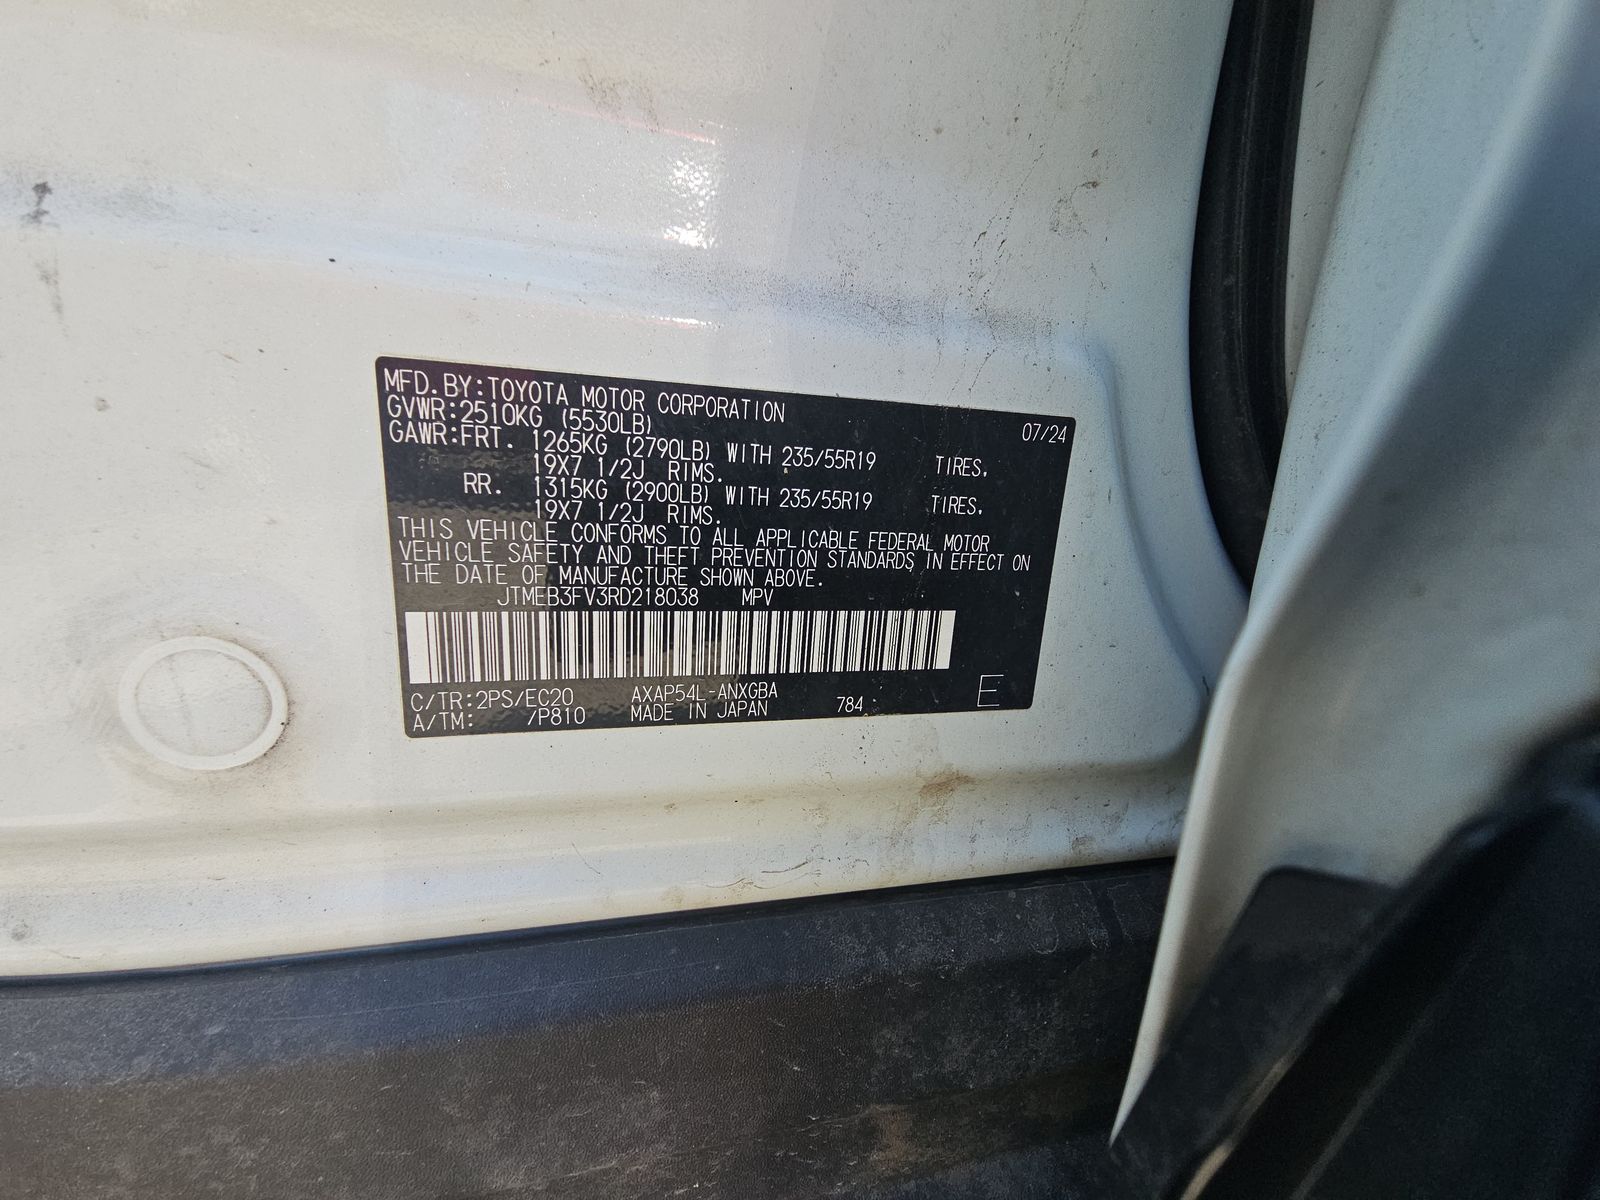 MFD. BY: TOYOTA MOTOR CORPORATION 07/24
GVWR: 2510KG (5530LB)
GAWR: FRT. 1265KG (2790LB) WITH 235/55R19 TIRES,
19X7 1/2J RIMS.
RR. 1315KG (2900LB) WITH 235/55R19 TIRES,
19X7 1/2J RIMS.
THIS VEHICLE CONFORMS TO ALL APPLICABLE FEDERAL MOTOR
VEHICLE SAFETY AND THEFT PREVENTION STANDARDS IN EFFECT ON
THE DATE OF MANUFACTURE SHOWN ABOVE.
JTMEB3FV3RD218038 MPV
C/TR: 2PS/EC20 AXAP54L-ANXGBA
A/TM: /P810 MADE IN JAPAN 784 E